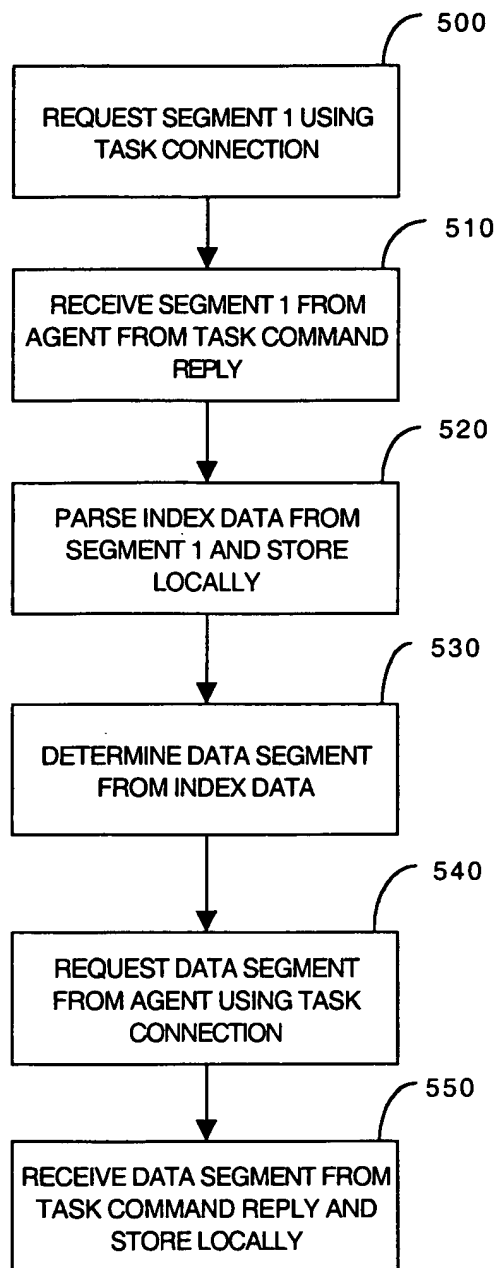 500
REQUEST SEGMENT 1 USING
TASK CONNECTION
510
RECEIVE SEGMENT 1 FROM
AGENT FROM TASK COMMAND
REPLY
520
PARSE INDEX DATA FROM
SEGMENT 1 AND STORE
LOCALLY
530
DETERMINE DATA SEGMENT
FROM INDEX DATA
540
REQUEST DATA SEGMENT
FROM AGENT USING TASK
CONNECTION
550
RECEIVE DATA SEGMENT FROM
TASK COMMAND REPLY AND
STORE LOCALLY